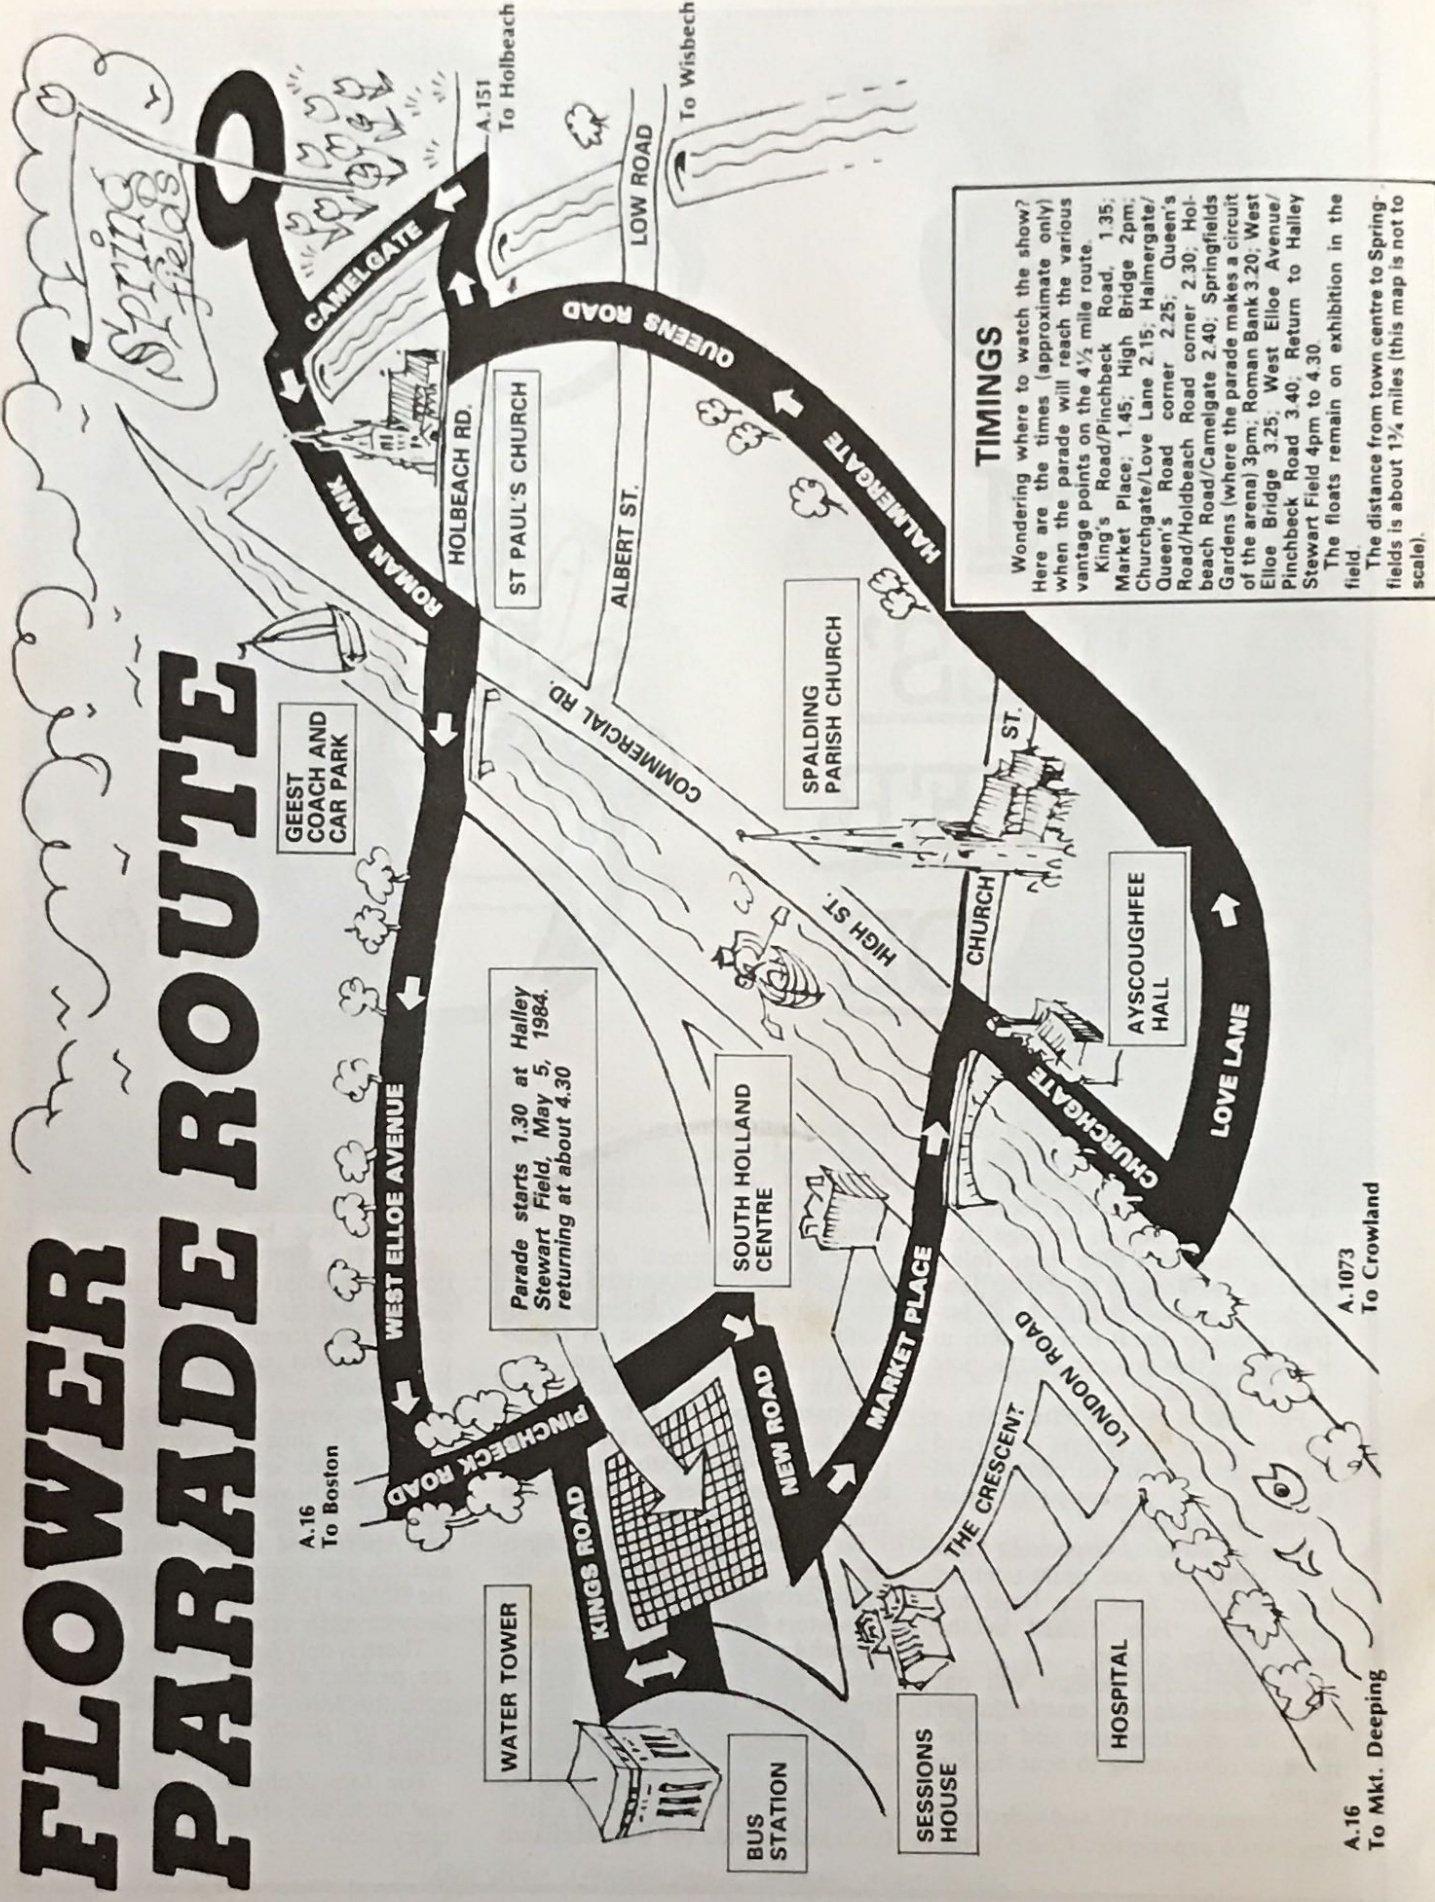 FLOWER
PARADE ROUTE
Spring
fields
A.16
To Boston
WEST ELLOE AVENUE
GEEST
COACH AND
CAR PARK
ROMAN BANK
CAMELGATE
A.151
To Holbeach
HOLBEACH RD.
ST PAUL'S CHURCH
LOW ROAD
To Wisbech
ALBERT ST.
QUEENS ROAD
COMMERCIAL RD.
HALMERGATE
PINCHBECK ROAD
Parade starts 1.30 at Halley
Stewart Field, May 5, 1984.
returning at about 4.30
WATER TOWER
KINGS ROAD
NEW ROAD
SOUTH HOLLAND
CENTRE
BUS
STATION
HIGH ST.
SPALDING
PARISH CHURCH
CHURCH
ST.
MARKET PLACE
CHURCHGATE
AYSCOUGHFEE
HALL
LOVE LANE
SESSIONS
HOUSE
THE CRESCENT
LONDON ROAD
HOSPITAL
A.16
To Mkt. Deeping
A.1073
To Crowland
TIMINGS
Wondering where to watch the show?
Here are the times (approximate only)
when the parade will reach the various
vantage points on the 4½ mile route.
King's Road/Pinchbeck Road, 1.35;
Market Place; 1.45; High Bridge 2pm;
Churchgate/Love Lane 2.15; Halmergate/
Queen's Road corner 2.25; Queen's
Road/Holdbeach Road corner 2.30; Hol-
beach Road/Camelgate 2.40; Springfields
Gardens (where the parade makes a circuit
of the arena) 3pm; Roman Bank 3.20; West
Elloe Bridge 3.25; West Elloe Avenue/
Pinchbeck Road 3.40; Return to Halley
Stewart Field 4pm to 4.30.
The floats remain on exhibition in the
field.
The distance from town centre to Spring-
fields is about 1¾ miles (this map is not to
scale).